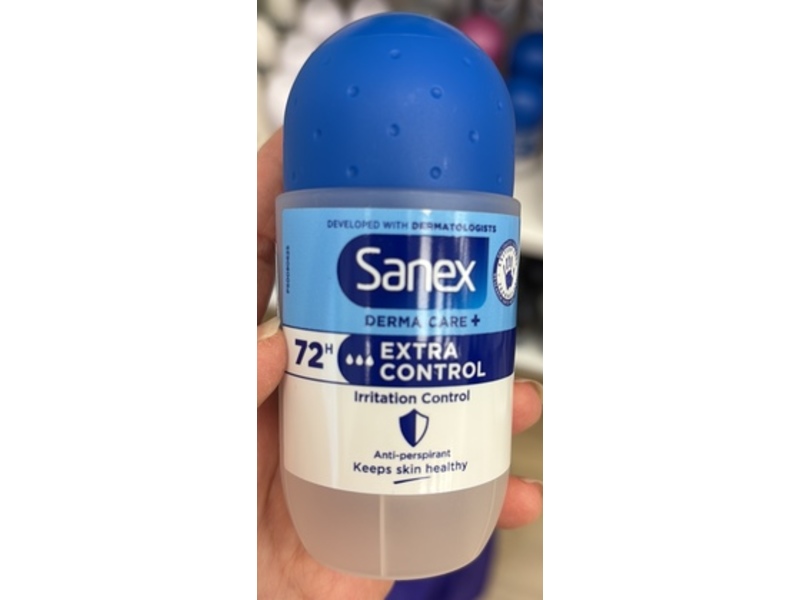 DEVELOPED WITH DERMATOLOGISTS
Sanex
DERMA CARE +
72H
EXTRA
CONTROL
Irritation Control
Anti-perspirant
Keeps skin healthy